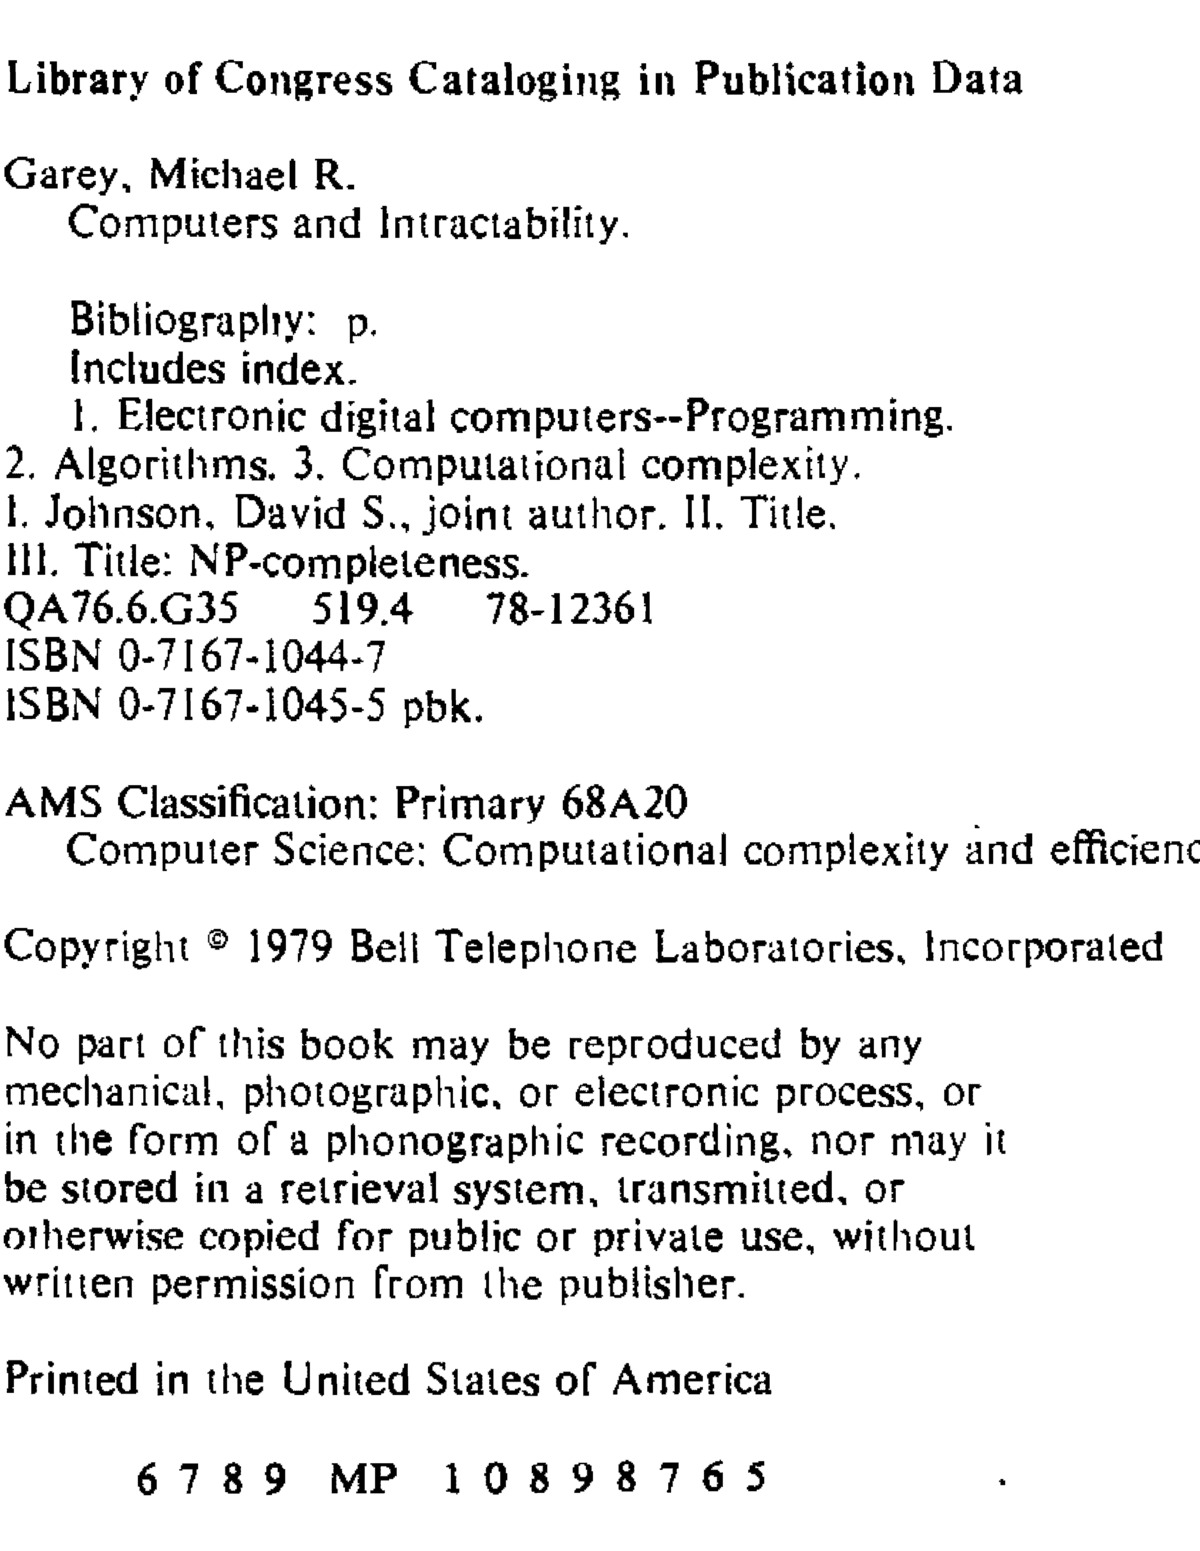 Library of Congress Cataloging in Publication Data
Garey, Michael R.
Computers and Intractability.
Bibliography: p.
Includes index.
1. Electronic digital computers--Programming.
2. Algorithms. 3. Computational complexity.
I. Johnson, David S., joint author. II. Title.
III. Title: NP-completeness.
QA76.6.G35 519.4 78-12361
ISBN 0-7167-1044-7
ISBN 0-7167-1045-5 pbk.
AMS Classification: Primary 68A20
Computer Science: Computational complexity and efficienc
Copyright © 1979 Bell Telephone Laboratories, Incorporated
No part of this book may be reproduced by any
mechanical, photographic, or electronic process, or
in the form of a phonographic recording, nor may it
be stored in a retrieval system, transmitted, or
otherwise copied for public or private use, without
written permission from the publisher.
Printed in the United States of America
6 7 8 9 MP 1 0 8 9 8 7 6 5